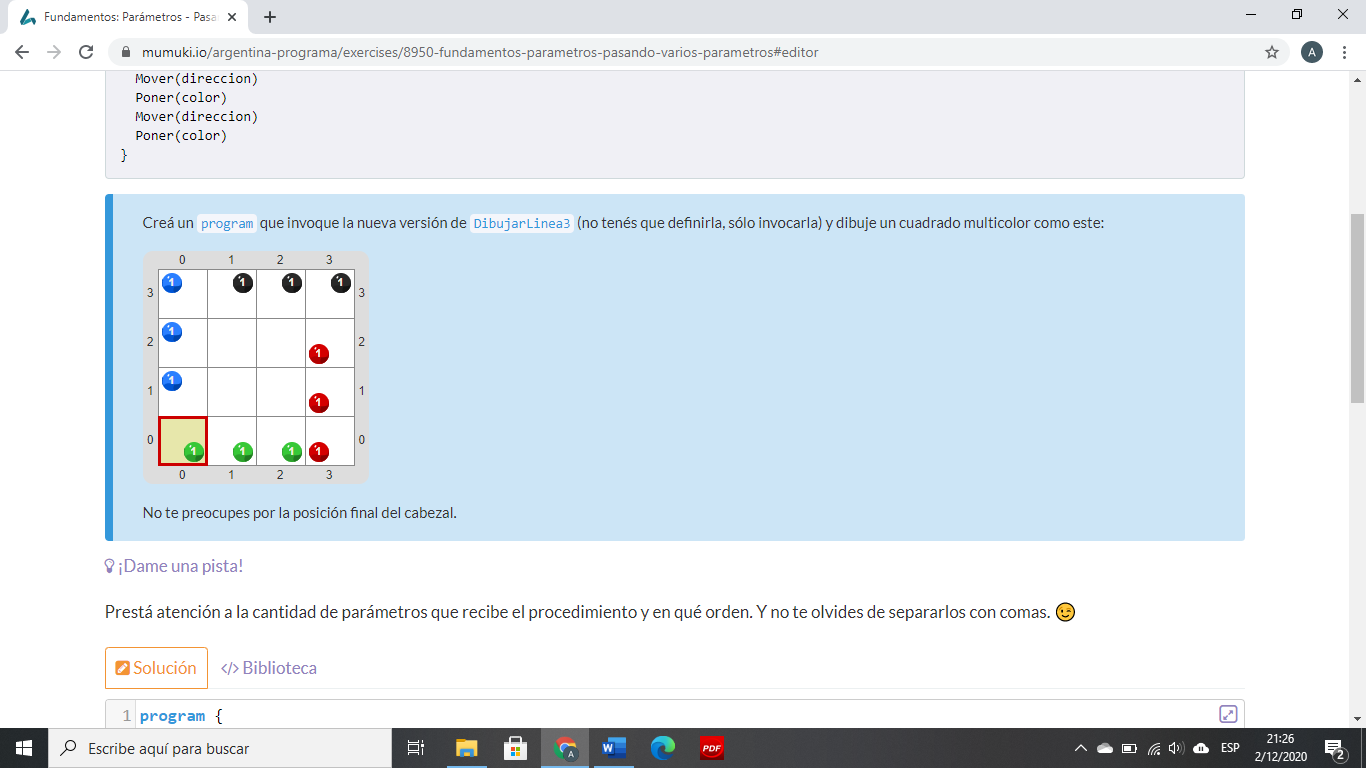 Fundamentos: Parámetros - Pasa
mumuki.io/argentina-programa/exercises/8950-fundamentos-parametros-pasando-varios-parametros#editor
A
Mover(direccion)
Poner(color)
Mover(direccion)
Poner(color)
}
Creá un program que invoque la nueva versión de DibujarLinea3 (no tenés que definirla, sólo invocarla) y dibuje un cuadrado multicolor como este:
0 1 2 3
3 1 1 1 1 3
2 1 1 2
1 1 1 1
0 1 1 1 1 0
0 1 2 3
No te preocupes por la posición final del cabezal.
¡Dame una pista!
Prestá atención a la cantidad de parámetros que recibe el procedimiento y en qué orden. Y no te olvides de separarlos con comas. 😉
Solución </> Biblioteca
1 program {
Escribe aquí para buscar
A
W
PDF
ESP
21:26
2/12/2020
2